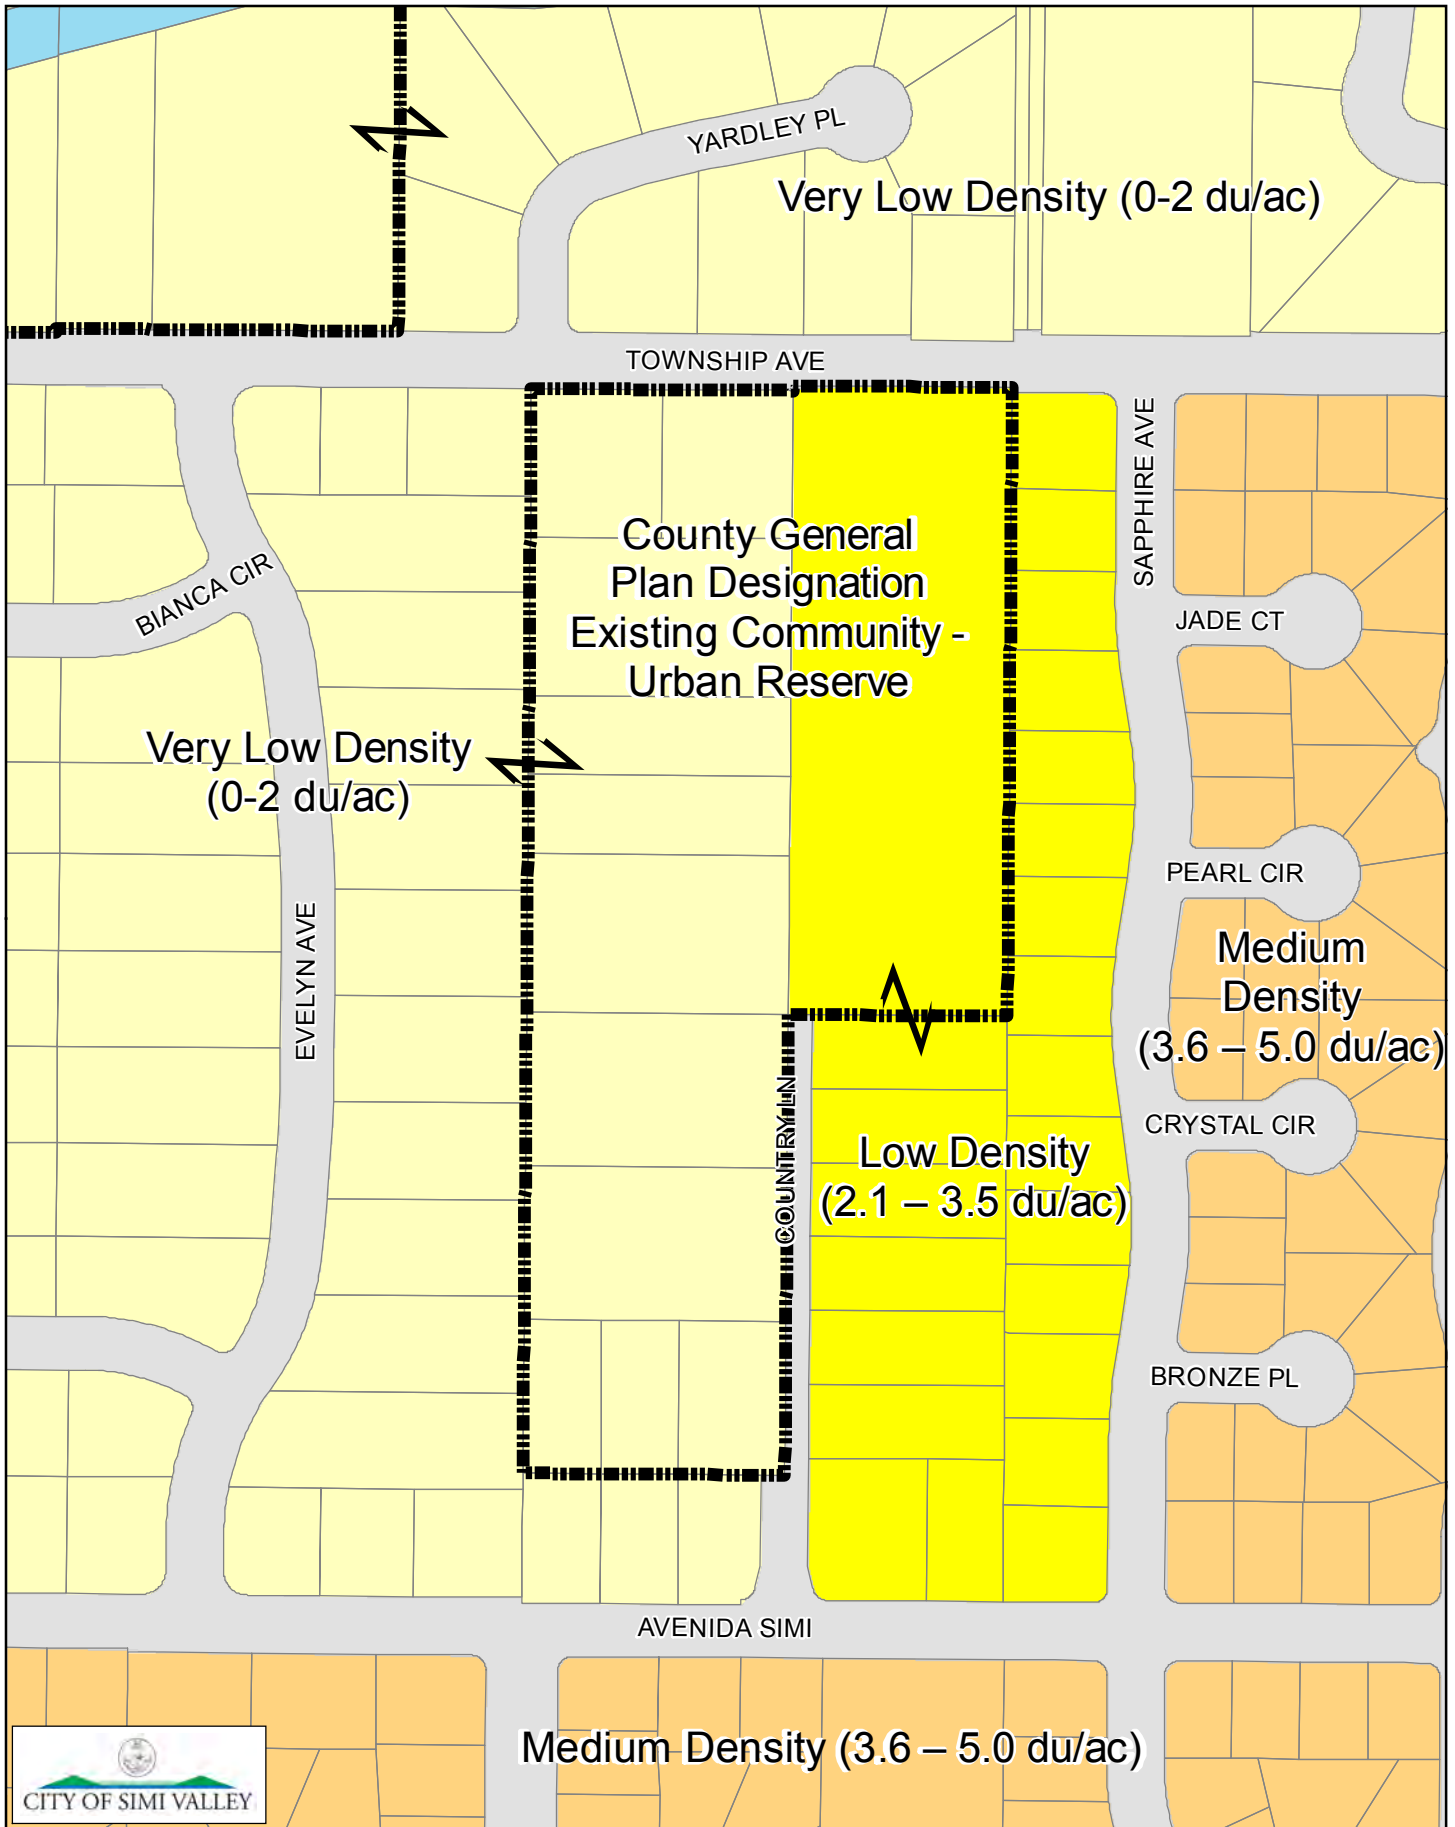 YARDLEY PL
Very Low Density (0-2 du/ac)
TOWNSHIP AVE
SAPPHIRE AVE
County General
Plan Designation
Existing Community -
Urban Reserve
BIANCA CIR
JADE CT
Very Low Density
(0-2 du/ac)
PEARL CIR
EVELYN AVE
Medium
Density
(3.6 – 5.0 du/ac)
COUNTRY LN
CRYSTAL CIR
Low Density
(2.1 – 3.5 du/ac)
BRONZE PL
AVENIDA SIMI
Medium Density (3.6 – 5.0 du/ac)
CITY OF SIMI VALLEY